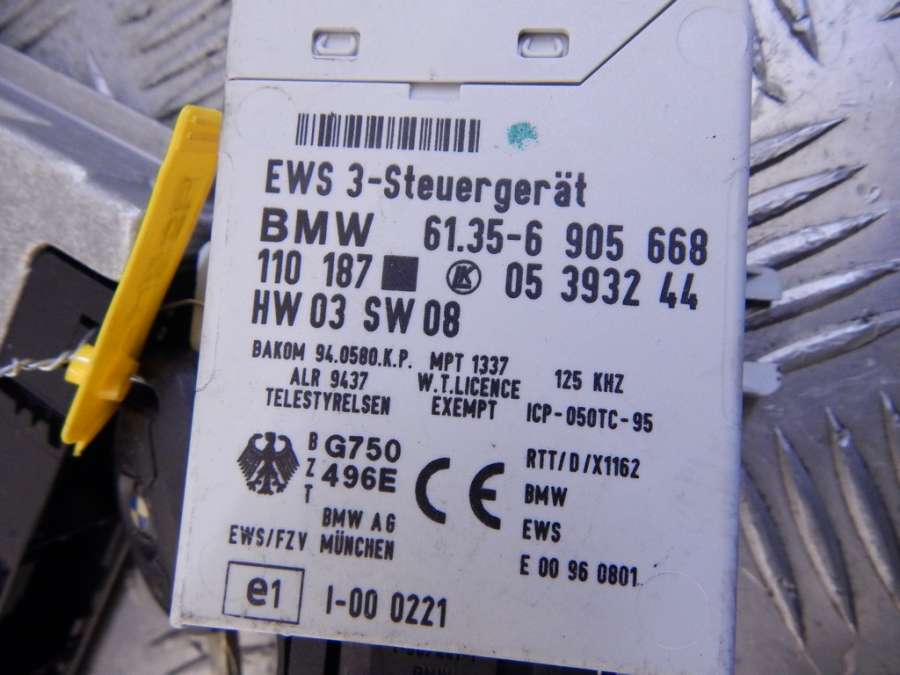 EWS 3-Steuergerät
BMW 61.35-6 905 668
110 187 K 05 3932 44
HW 03 SW 08
BAKOM 94.0580.K.P. MPT 1337
ALR 9437 W.T.LICENCE 125 KHZ
TELESTYRELSEN EXEMPT ICP-050TC-95
BZT G750 496E CE
RTT/D/X1162
BMW
EWS
E 00 96 0801
EWS/FZV BMW AG MÜNCHEN
e1 I-00 0221